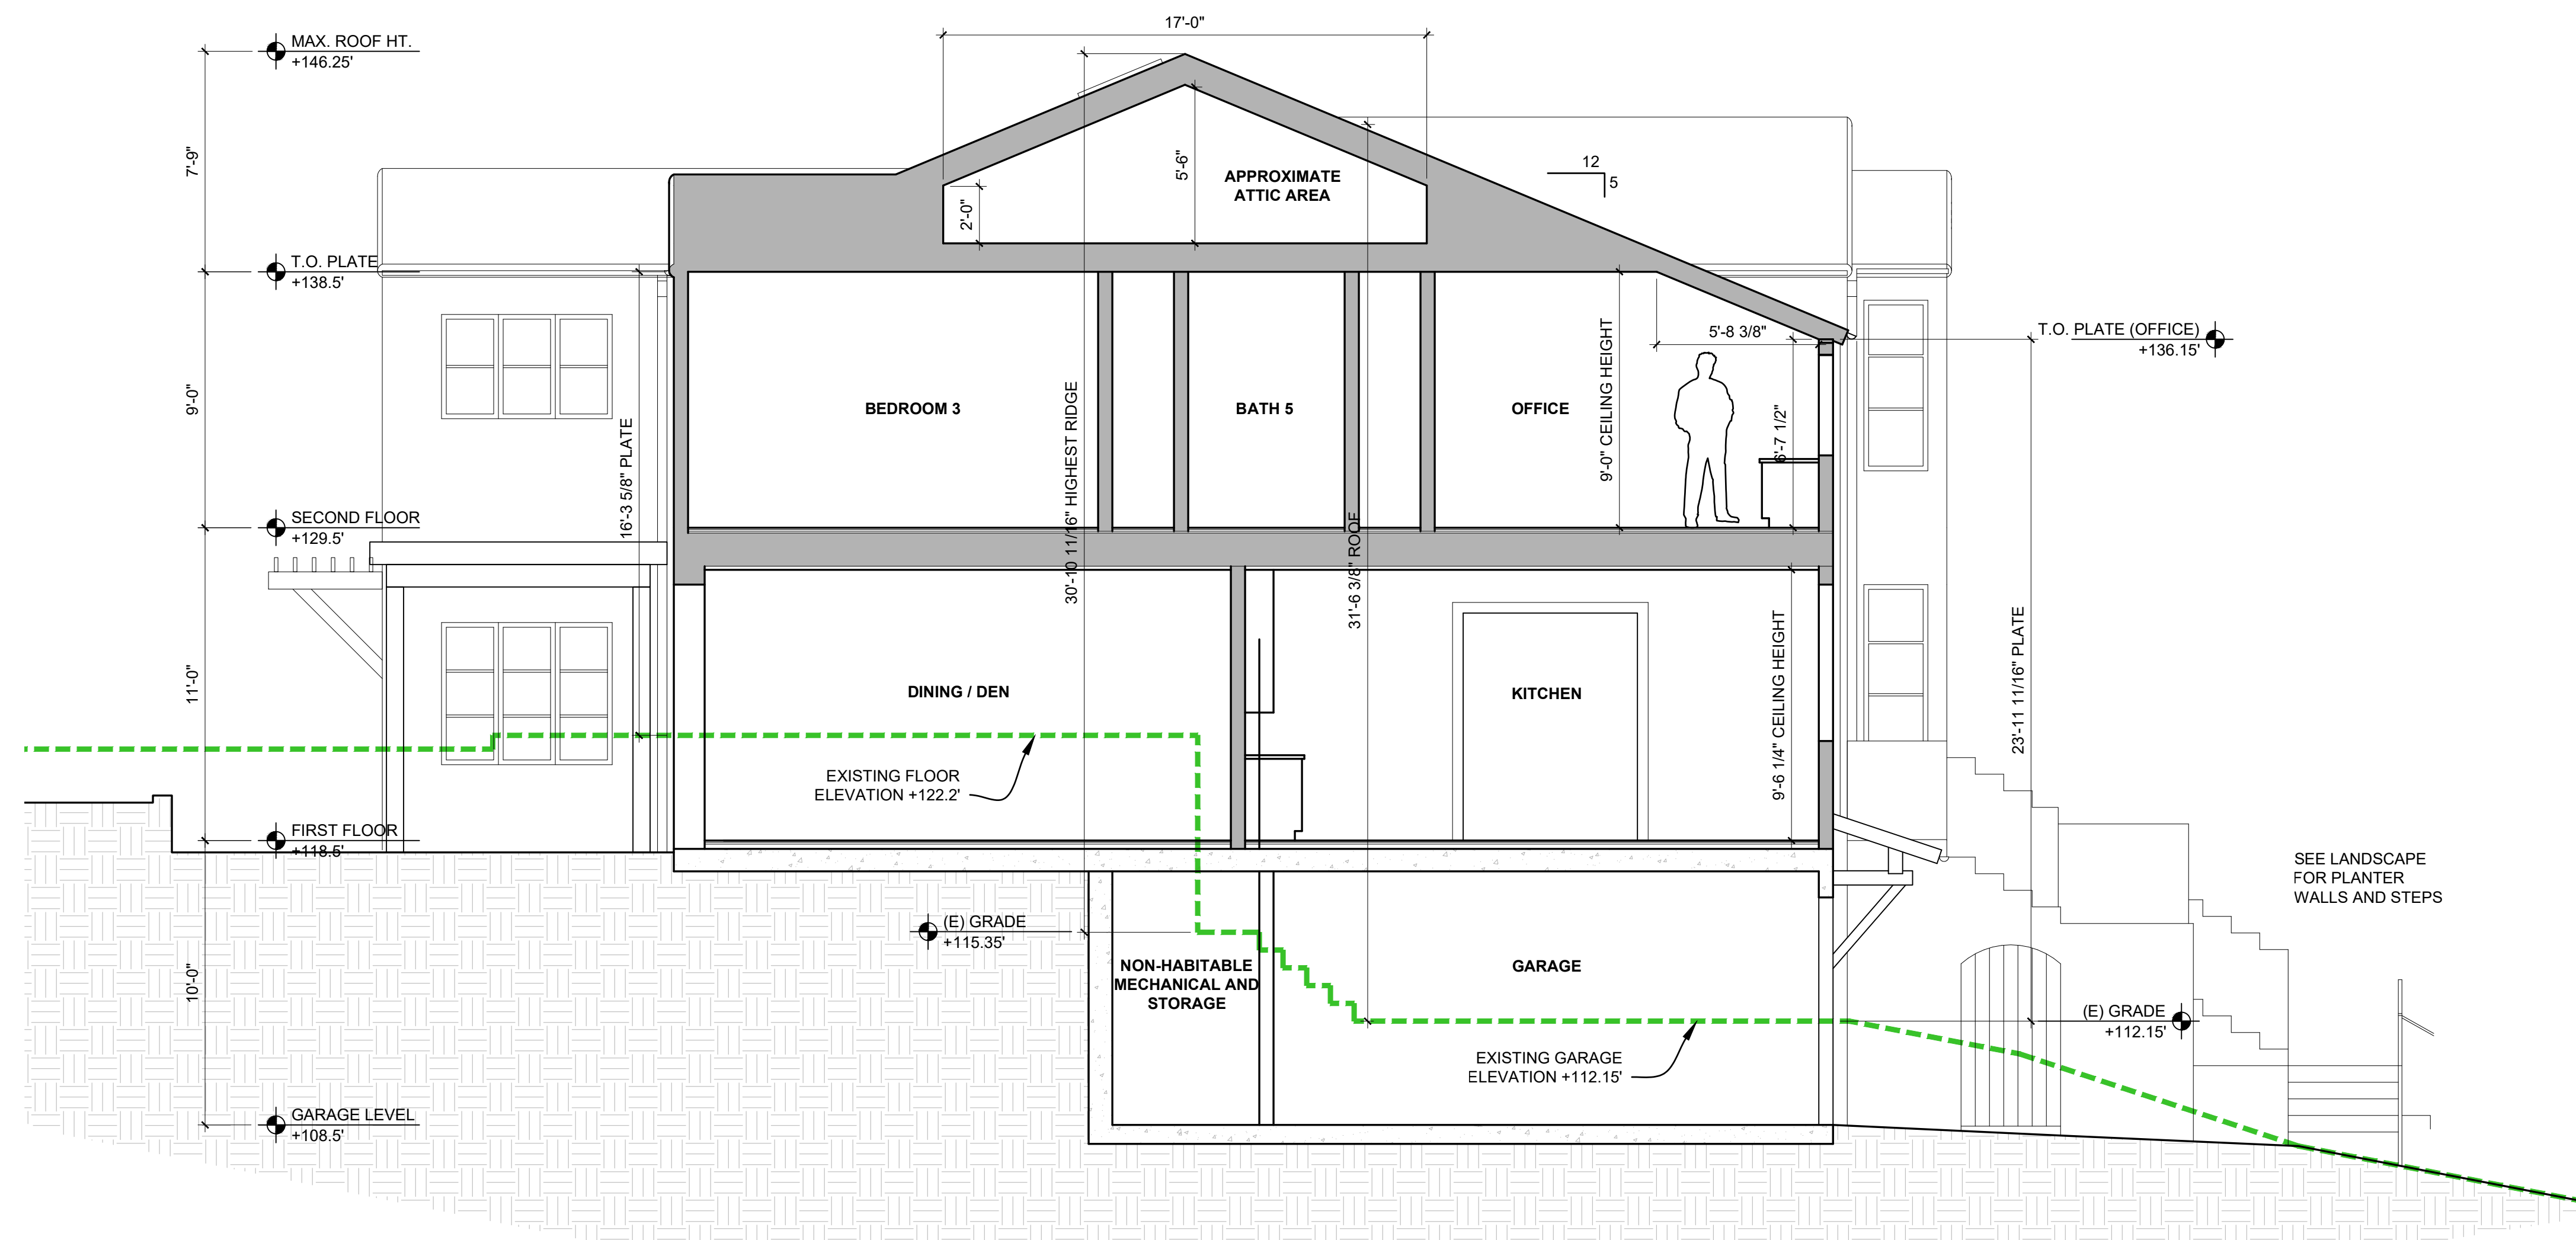 17'-0"
MAX. ROOF HT.
+146.25'
7'-9"
5'-6"
APPROXIMATE
ATTIC AREA
12
5
2'-0"
T.O. PLATE
+138.5'
T.O. PLATE (OFFICE)
+136.15'
5'-8 3/8"
9'-0"
16'-3 5/8" PLATE
BEDROOM 3
30'-10 11/16" HIGHEST RIDGE
BATH 5
31'-6 3/8" ROOF
OFFICE
9'-0" CEILING HEIGHT
6'-7 1/2"
SECOND FLOOR
+129.5'
11'-0"
DINING / DEN
KITCHEN
9'-6 1/4" CEILING HEIGHT
23'-11 11/16" PLATE
EXISTING FLOOR
ELEVATION +122.2'
FIRST FLOOR
+118.5'
SEE LANDSCAPE
FOR PLANTER
WALLS AND STEPS
(E) GRADE
+115.35'
10'-0"
NON-HABITABLE
MECHANICAL AND
STORAGE
GARAGE
(E) GRADE
+112.15'
EXISTING GARAGE
ELEVATION +112.15'
GARAGE LEVEL
+108.5'